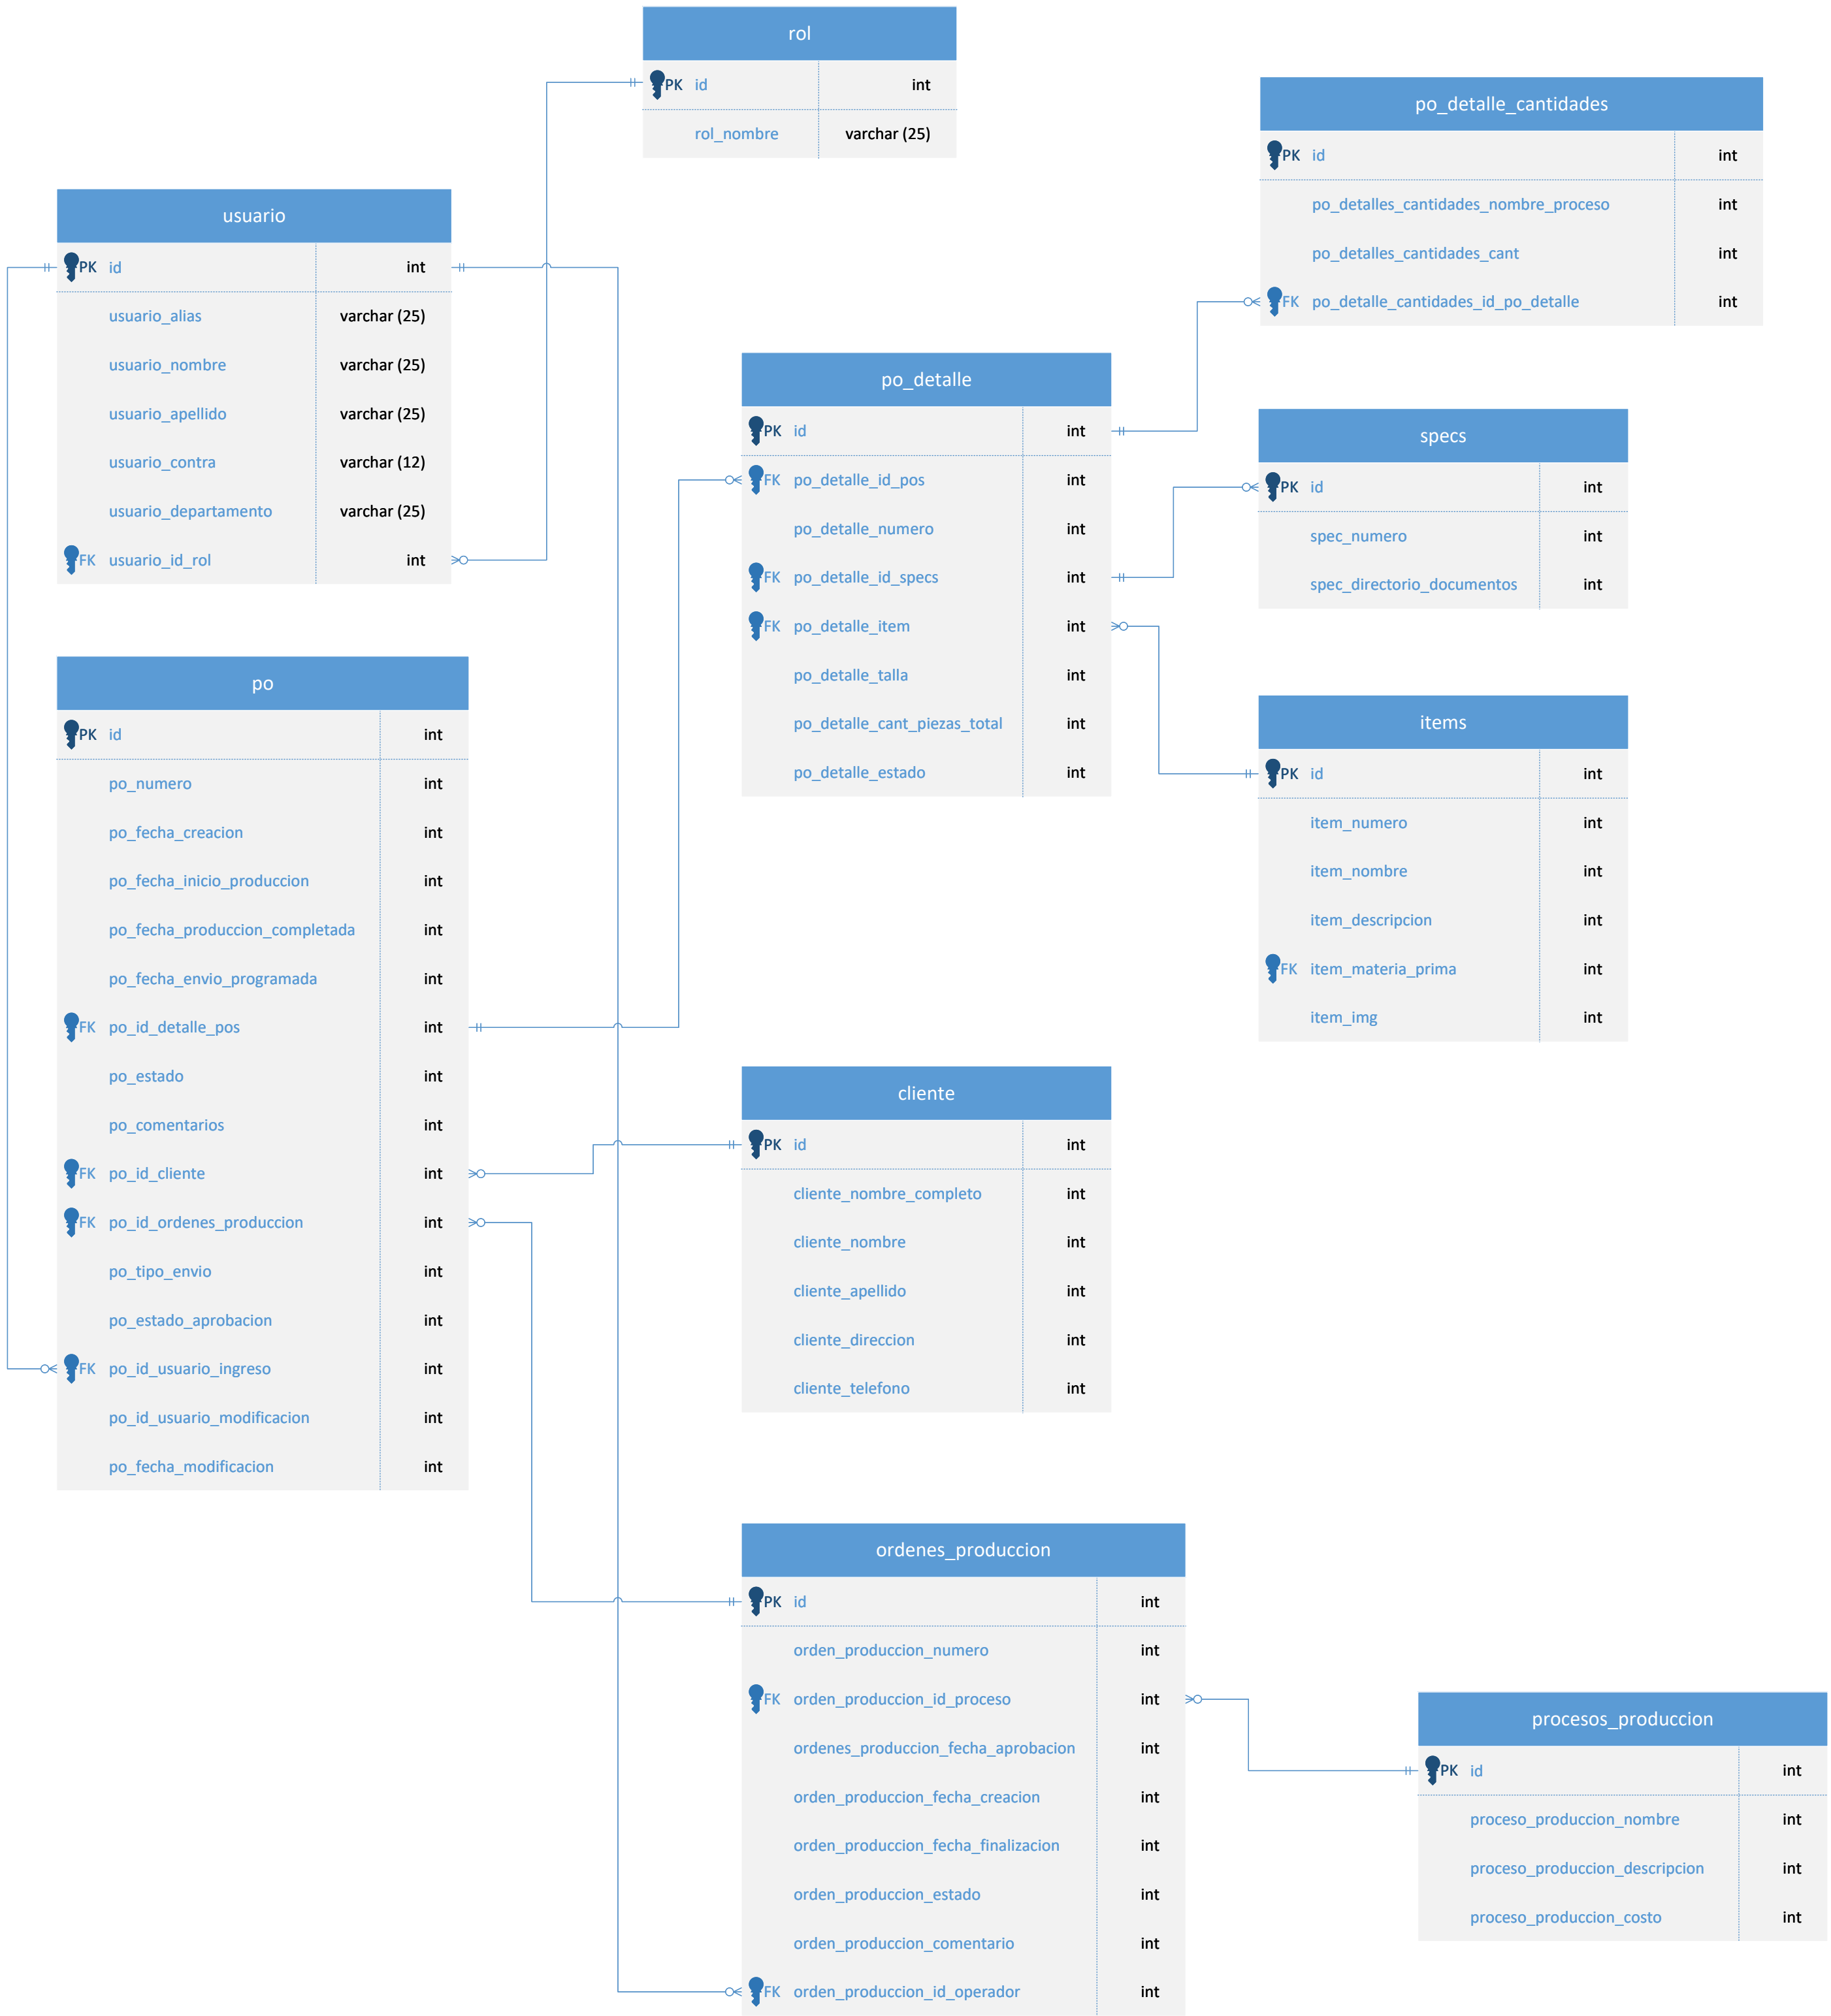 rol
PK id int
rol_nombre varchar (25)
po_detalle_cantidades
PK id int
po_detalles_cantidades_nombre_proceso int
po_detalles_cantidades_cant int
FK po_detalle_cantidades_id_po_detalle int
usuario
PK id int
usuario_alias varchar (25)
usuario_nombre varchar (25)
usuario_apellido varchar (25)
usuario_contra varchar (12)
usuario_departamento varchar (25)
FK usuario_id_rol int
po_detalle
PK id int
FK po_detalle_id_pos int
po_detalle_numero int
FK po_detalle_id_specs int
FK po_detalle_item int
po_detalle_talla int
po_detalle_cant_piezas_total int
po_detalle_estado int
specs
PK id int
spec_numero int
spec_directorio_documentos int
po
PK id int
po_numero int
po_fecha_creacion int
po_fecha_inicio_produccion int
po_fecha_produccion_completada int
po_fecha_envio_programada int
FK po_id_detalle_pos int
po_estado int
po_comentarios int
FK po_id_cliente int
FK po_id_ordenes_produccion int
po_tipo_envio int
po_estado_aprobacion int
FK po_id_usuario_ingreso int
po_id_usuario_modificacion int
po_fecha_modificacion int
items
PK id int
item_numero int
item_nombre int
item_descripcion int
FK item_materia_prima int
item_img int
cliente
PK id int
cliente_nombre_completo int
cliente_nombre int
cliente_apellido int
cliente_direccion int
cliente_telefono int
ordenes_produccion
PK id int
orden_produccion_numero int
FK orden_produccion_id_proceso int
ordenes_produccion_fecha_aprobacion int
orden_produccion_fecha_creacion int
orden_produccion_fecha_finalizacion int
orden_produccion_estado int
orden_produccion_comentario int
FK orden_produccion_id_operador int
procesos_produccion
PK id int
proceso_produccion_nombre int
proceso_produccion_descripcion int
proceso_produccion_costo int